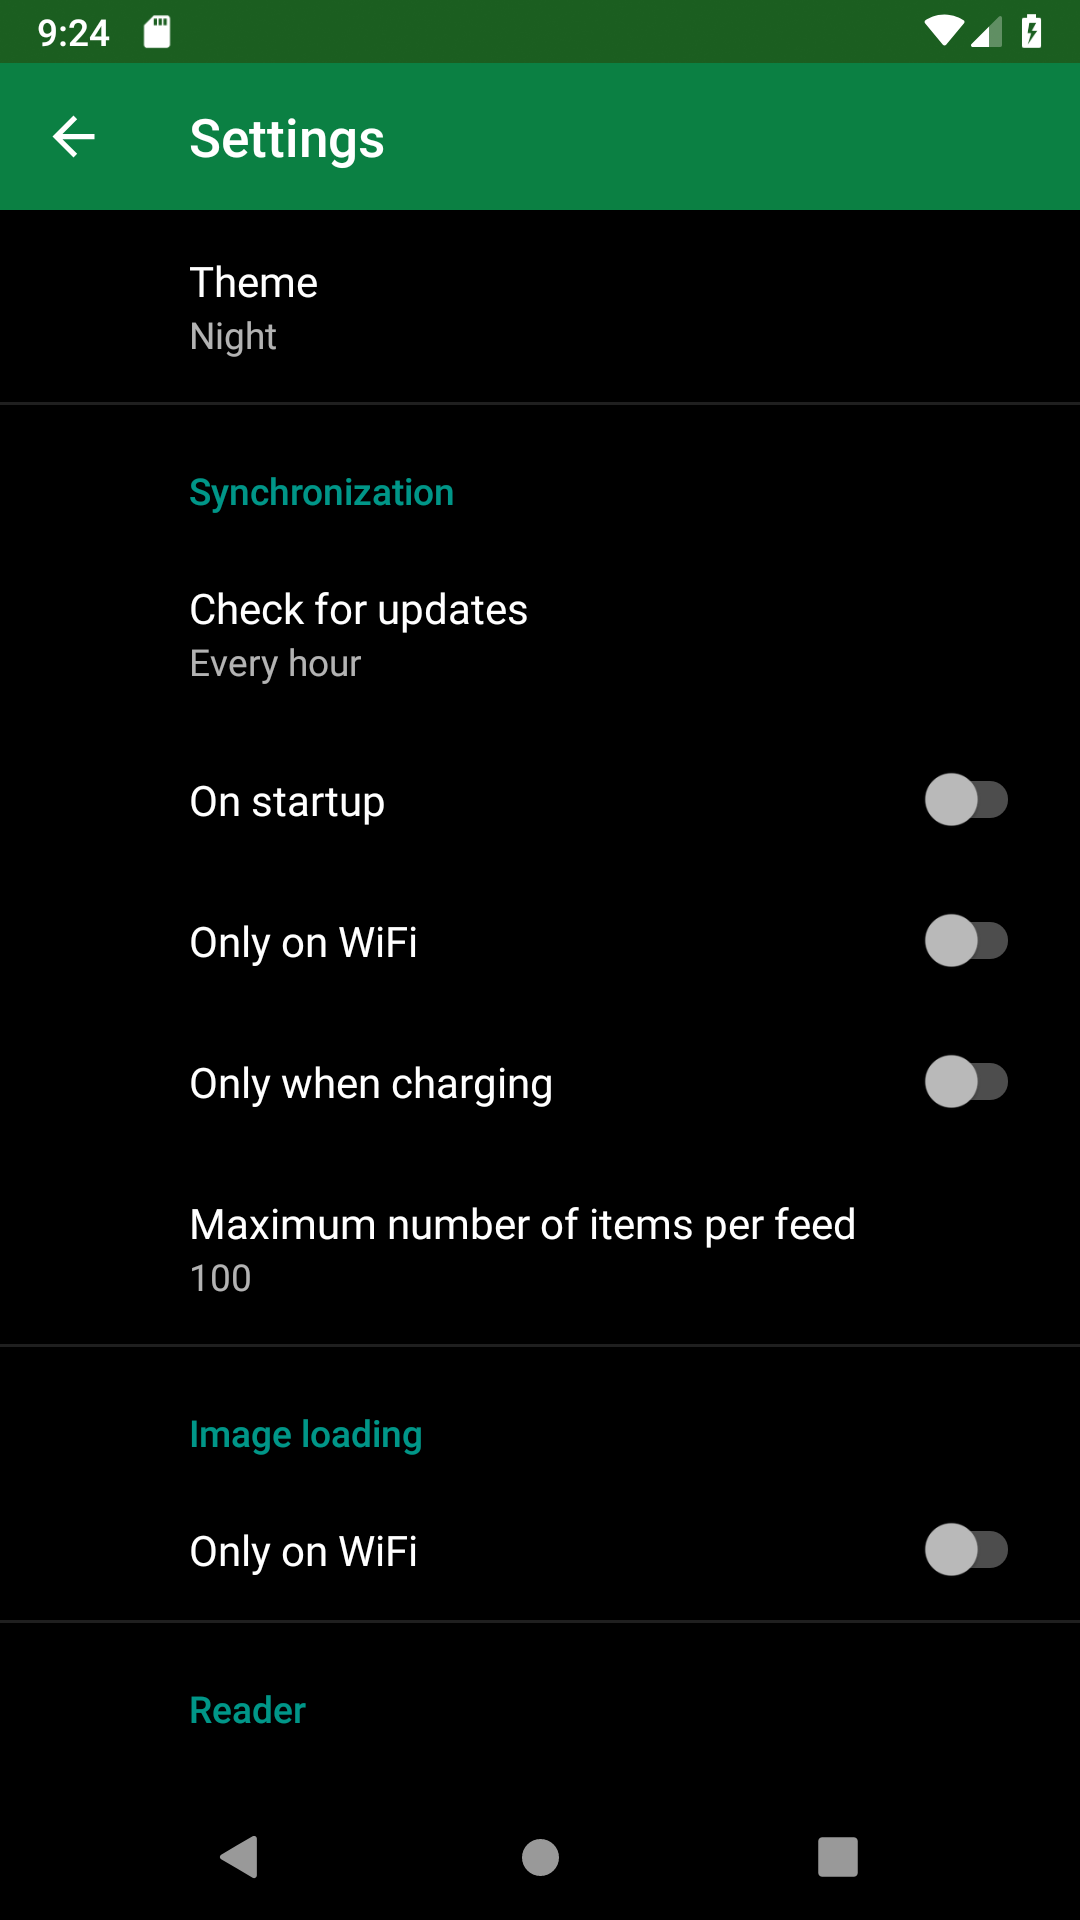 9:24
Settings
Theme
Night
Synchronization
Check for updates
Every hour
On startup
Only on WiFi
Only when charging
Maximum number of items per feed
100
Image loading
Only on WiFi
Reader